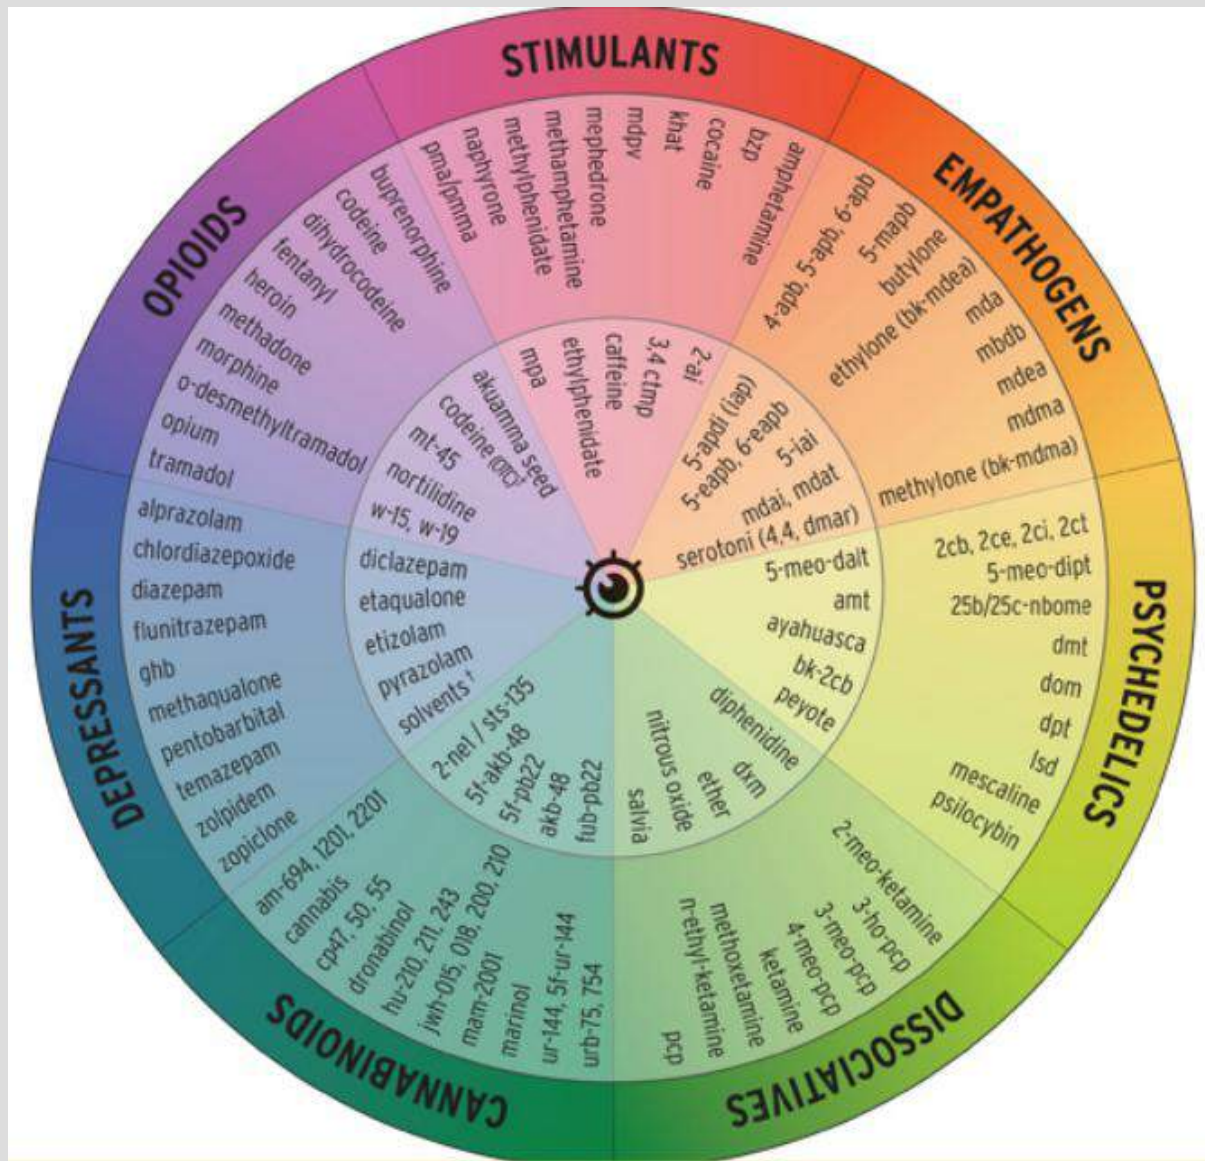 STIMULANTS
pma/pmma
naphyrone
methylphenidate
methamphetamine
mephedrone
mdpv
khat
cocaine
bzp
amphetamine
mpa
ethylphenidate
caffeine
3,4 ctmp
2-ai
EMPATHOGENS
4-apb, 5-apb, 6-apb
5-mapb
butylone
ethylone (bk-mdea)
mda
mbdb
mdea
mdma
methylone (bk-mdma)
5-apdi (iap)
5-eapb, 6-eapb
5-iai
mdai, mdat
serotoni (4,4, dmar)
PSYCHEDELICS
2cb, 2ce, 2ci, 2ct
5-meo-dipt
25b/25c-nbome
dmt
dom
dpt
lsd
mescaline
psilocybin
5-meo-dalt
amt
ayahuasca
bk-2cb
peyote
DISSOCIATIVES
2-meo-ketamine
3-ho-pcp
3-meo-pcp
4-meo-pcp
ketamine
methoxetamine
n-ethyl-ketamine
pcp
diphenidine
dxm
ether
nitrous oxide
salvia
CANNABINOIDS
am-694, 1201, 2201
cannabis
cp47, 50, 55
dronabinol
hu-210, 211, 243
jwh-015, 018, 200, 210
mam-2001
marinol
ur-144, 5f-ur-144
urb-75, 754
2-net / sts-135
5f-akb-48
5f-pb22
akb-48
fub-pb22
DEPRESSANTS
alprazolam
chlordiazepoxide
diazepam
flunitrazepam
ghb
methaqualone
pentobarbital
temazepam
zolpidem
zopiclone
diclazepam
etaqualone
etizolam
pyrazolam
solvents †
OPIOIDS
buprenorphine
codeine
dihydrocodeine
fentanyl
heroin
methadone
morphine
o-desmethyltramadol
opium
tramadol
akuamma seed
codeine (OTC)†
mt-45
nortilidine
w-15, w-19